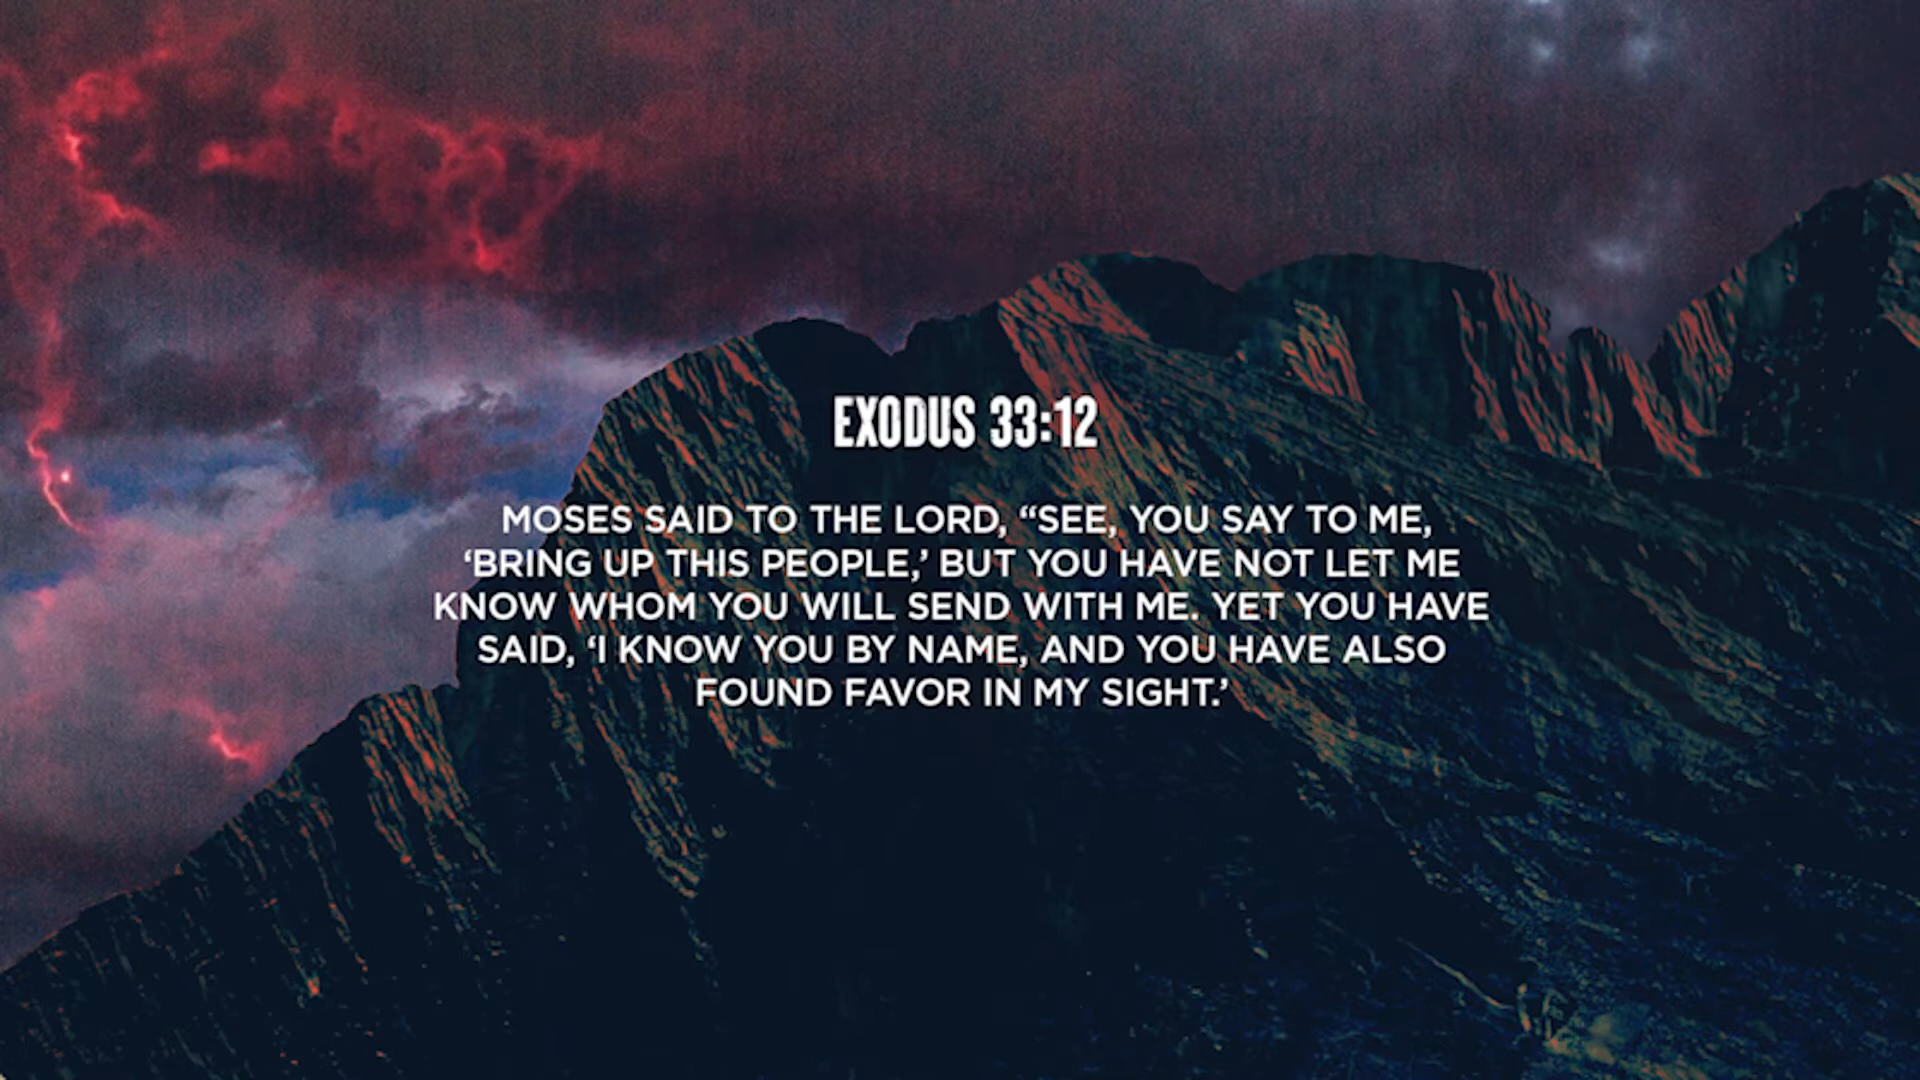 EXODUS 33:12
MOSES SAID TO THE LORD, “SEE, YOU SAY TO ME,
‘BRING UP THIS PEOPLE,’ BUT YOU HAVE NOT LET ME
KNOW WHOM YOU WILL SEND WITH ME. YET YOU HAVE
SAID, ‘I KNOW YOU BY NAME, AND YOU HAVE ALSO
FOUND FAVOR IN MY SIGHT.’